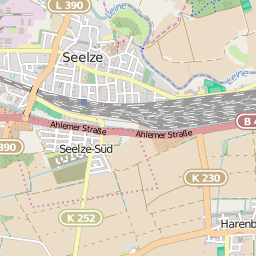 L 390
Leine
Seelze
Leine
B 4
Ahlemer Straße
Ahlemer Straße
390
Seelze-Süd
K 230
K 252
Harenb